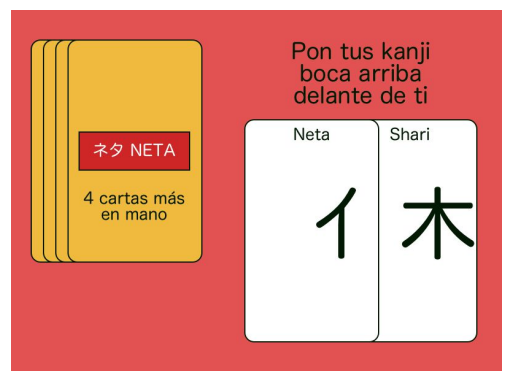 ネタ NETA
4 cartas más
en mano
Pon tus kanji
boca arriba
delante de ti
Neta
Shari
イ 木